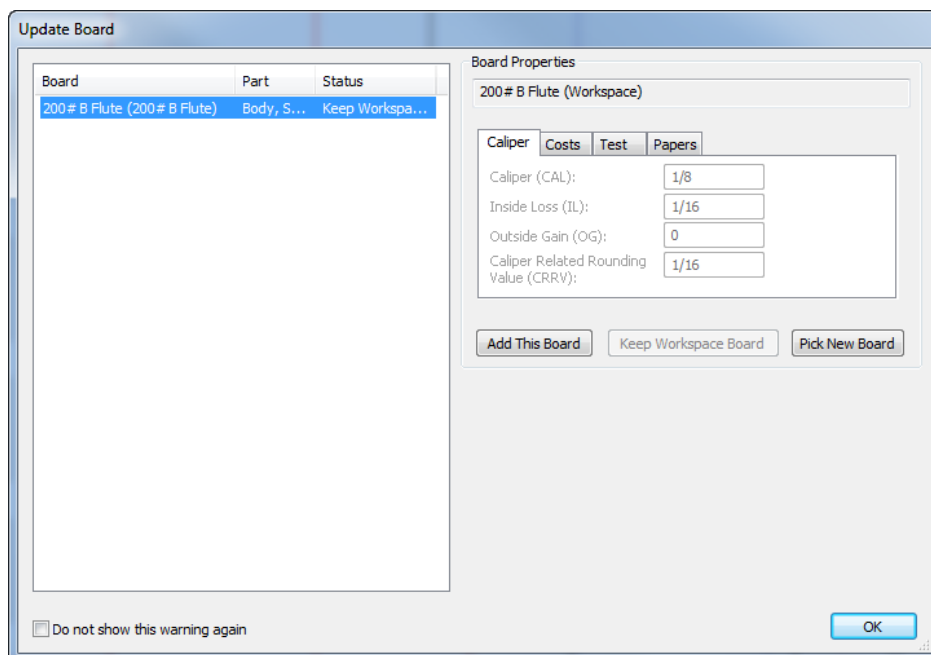 Update Board
Board Part Status
200# B Flute (200# B Flute) Body, S... Keep Workspa...
Board Properties
200# B Flute (Workspace)
Caliper Costs Test Papers
Caliper (CAL): 1/8
Inside Loss (IL): 1/16
Outside Gain (OG): 0
Caliper Related Rounding
Value (CRRV): 1/16
Add This Board Keep Workspace Board Pick New Board
Do not show this warning again
OK